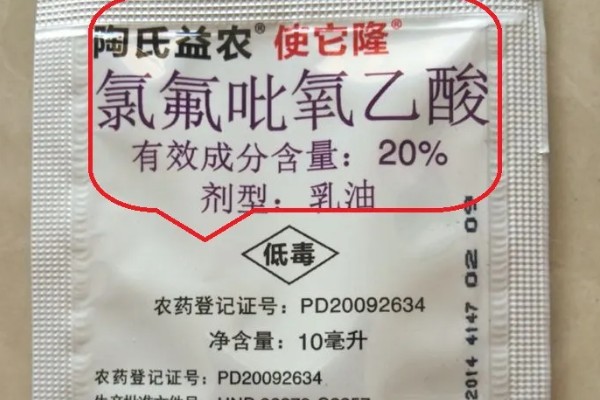 陶氏益农® 使它隆®
氯氟吡氧乙酸
有效成分含量：20%
剂型：乳油
低毒
农药登记证号：PD20092634
净含量：10毫升
农药登记证号：PD20092634
2014 4147 02 09